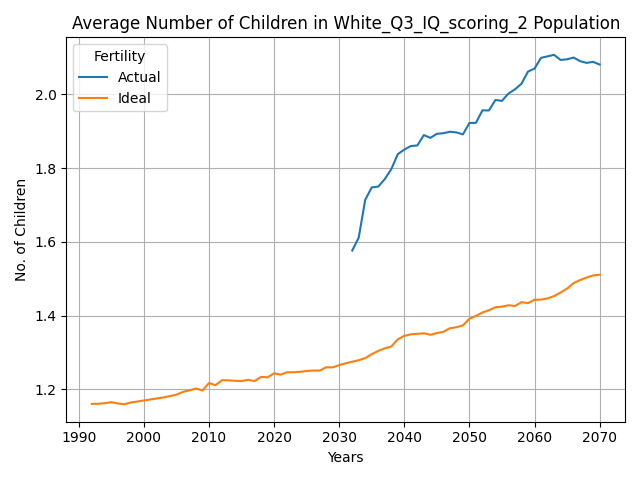 Average Number of Children in White_Q3_IQ_scoring_2 Population
Fertility
Actual
Ideal
No. of Children
2.0
1.8
1.6
1.4
1.2
1990 2000 2010 2020 2030 2040 2050 2060 2070
Years